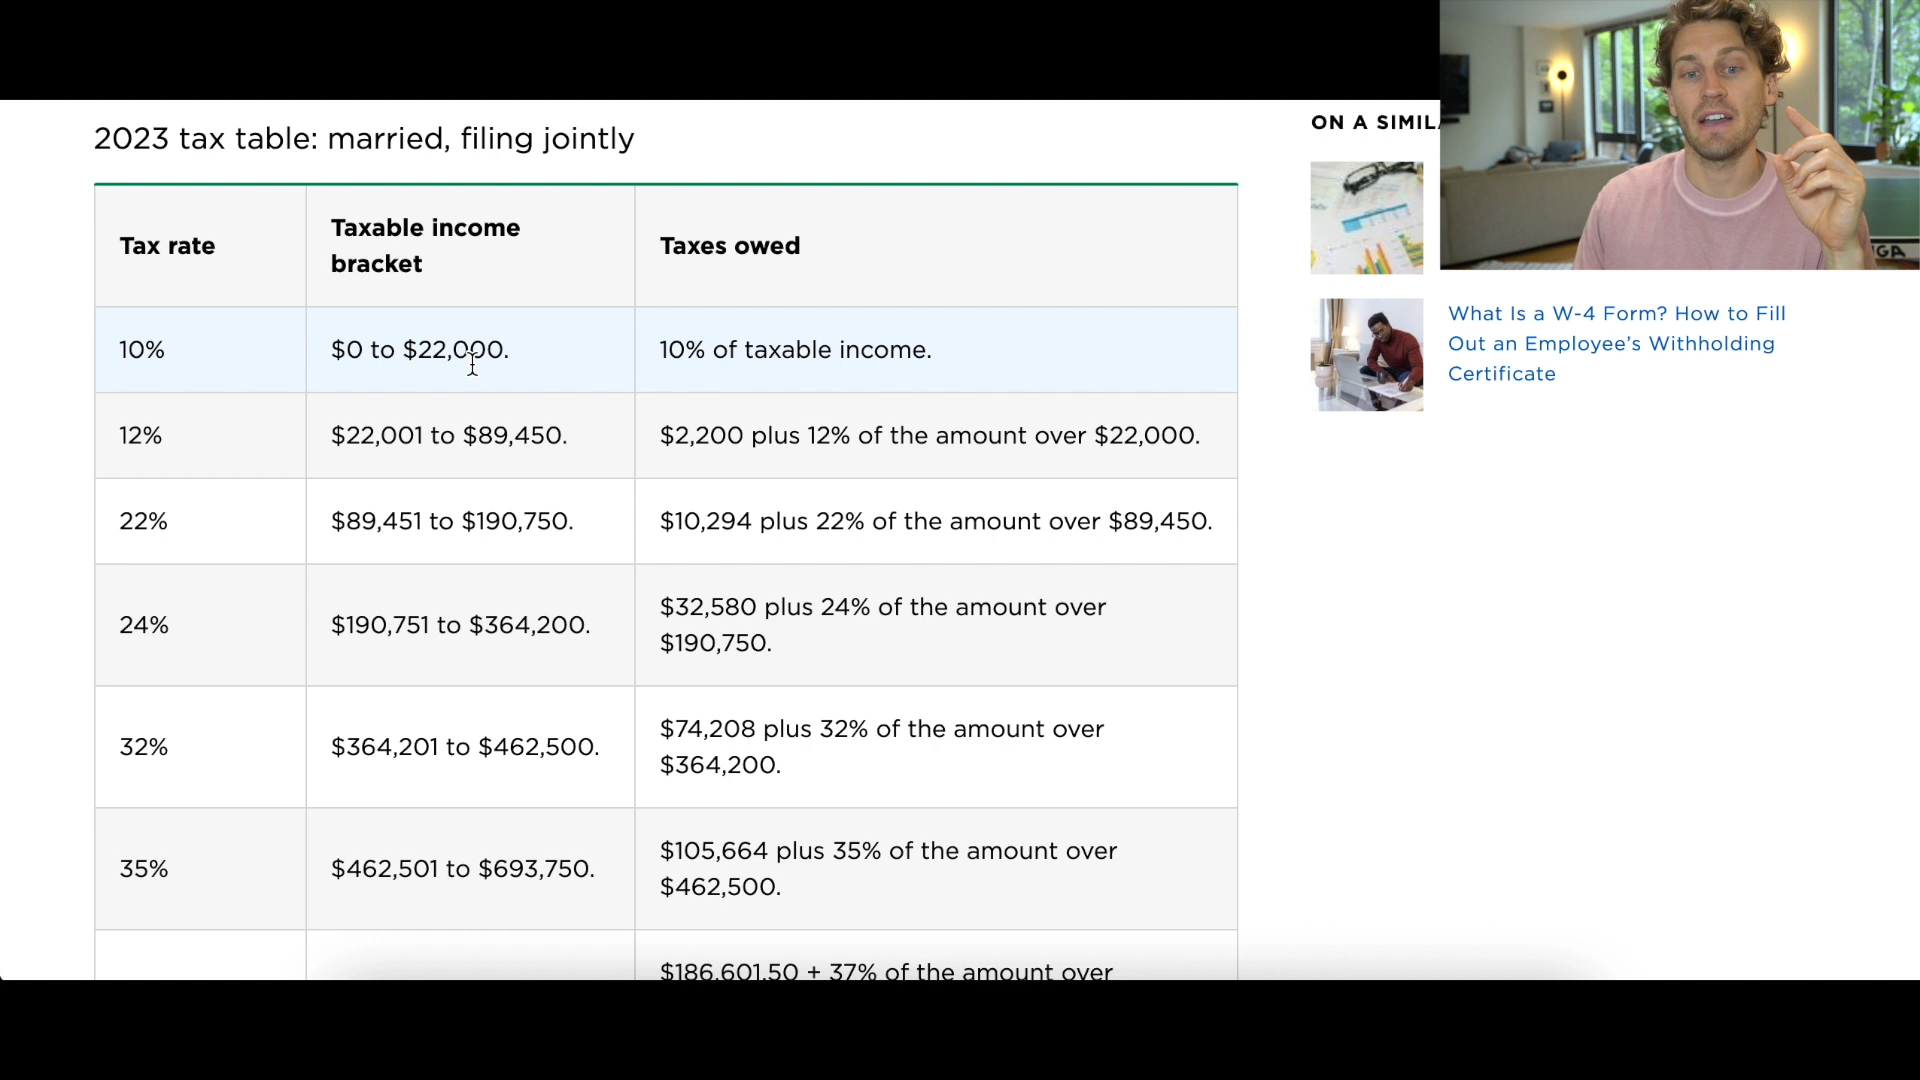 2023 tax table: married, filing jointly
Tax rate
Taxable income
bracket
Taxes owed
10%
$0 to $22,000.
10% of taxable income.
12%
$22,001 to $89,450.
$2,200 plus 12% of the amount over $22,000.
22%
$89,451 to $190,750.
$10,294 plus 22% of the amount over $89,450.
24%
$190,751 to $364,200.
$32,580 plus 24% of the amount over
$190,750.
32%
$364,201 to $462,500.
$74,208 plus 32% of the amount over
$364,200.
35%
$462,501 to $693,750.
$105,664 plus 35% of the amount over
$462,500.
$186,601.50 + 37% of the amount over
ON A
What Is a W-4 Form? How to Fill
Out an Employee’s Withholding
Certificate